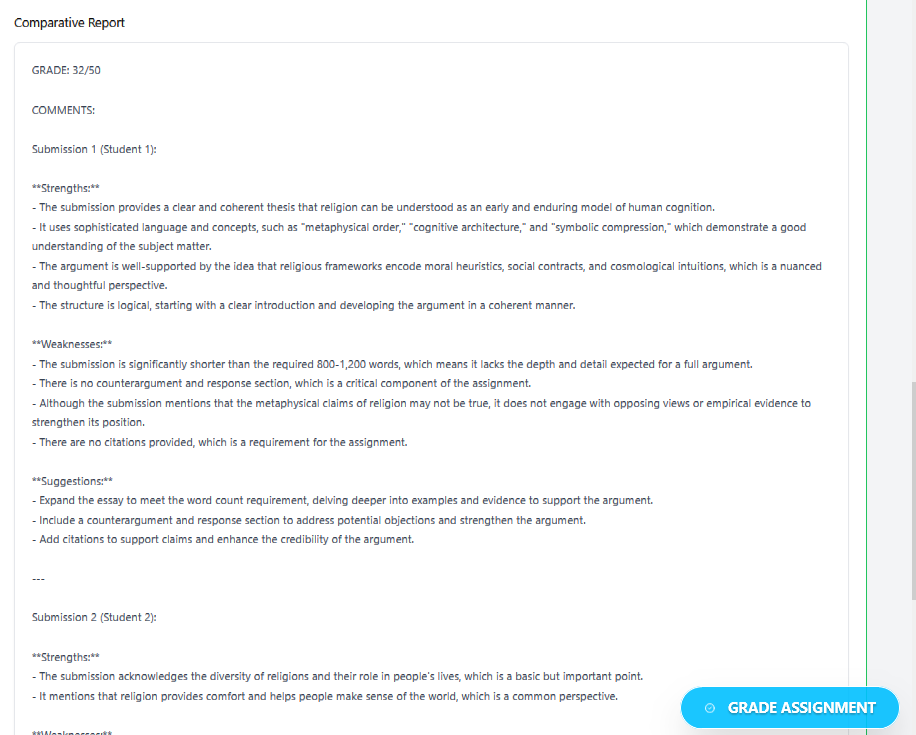 Comparative Report
GRADE: 32/50
COMMENTS:
Submission 1 (Student 1):
**Strengths:**
- The submission provides a clear and coherent thesis that religion can be understood as an early and enduring model of human cognition.
- It uses sophisticated language and concepts, such as "metaphysical order," "cognitive architecture," and "symbolic compression," which demonstrate a good
understanding of the subject matter.
- The argument is well-supported by the idea that religious frameworks encode moral heuristics, social contracts, and cosmological intuitions, which is a nuanced
and thoughtful perspective.
- The structure is logical, starting with a clear introduction and developing the argument in a coherent manner.
**Weaknesses:**
- The submission is significantly shorter than the required 800-1,200 words, which means it lacks the depth and detail expected for a full argument.
- There is no counterargument and response section, which is a critical component of the assignment.
- Although the submission mentions that the metaphysical claims of religion may not be true, it does not engage with opposing views or empirical evidence to
strengthen its position.
- There are no citations provided, which is a requirement for the assignment.
**Suggestions:**
- Expand the essay to meet the word count requirement, delving deeper into examples and evidence to support the argument.
- Include a counterargument and response section to address potential objections and strengthen the argument.
- Add citations to support claims and enhance the credibility of the argument.
---
Submission 2 (Student 2):
**Strengths:**
- The submission acknowledges the diversity of religions and their role in people's lives, which is a basic but important point.
- It mentions that religion provides comfort and helps people make sense of the world, which is a common perspective.
GRADE ASSIGNMENT
**Weaknesses:**